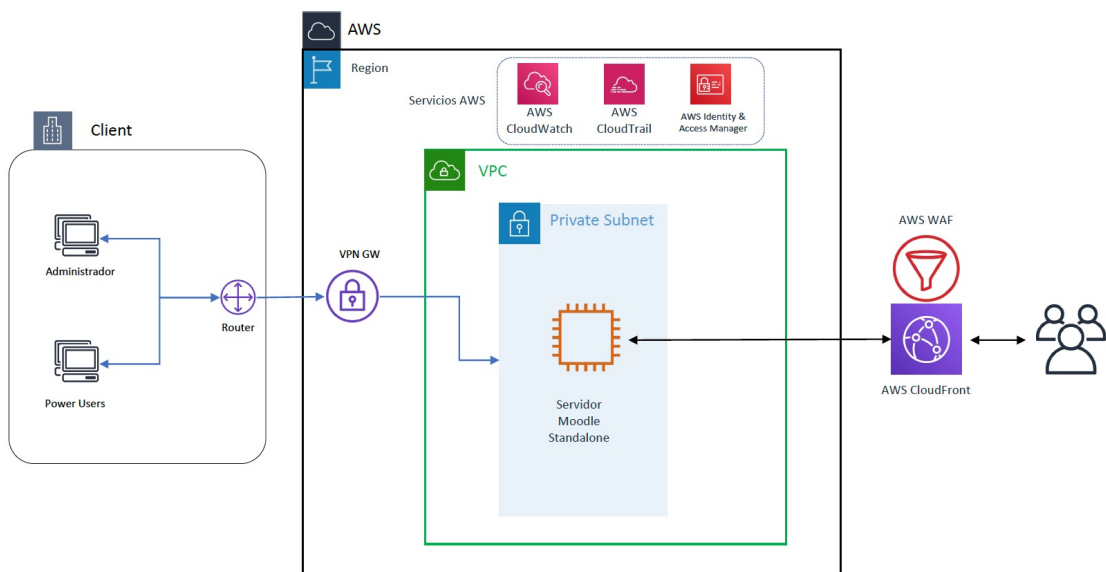 AWS
Region
Servicios AWS
AWS
CloudWatch
AWS
CloudTrail
AWS Identity &
Access Manager
Client
VPC
Private Subnet
Administrador
Power Users
Router
VPN GW
Servidor
Moodle
Standalone
AWS WAF
AWS CloudFront